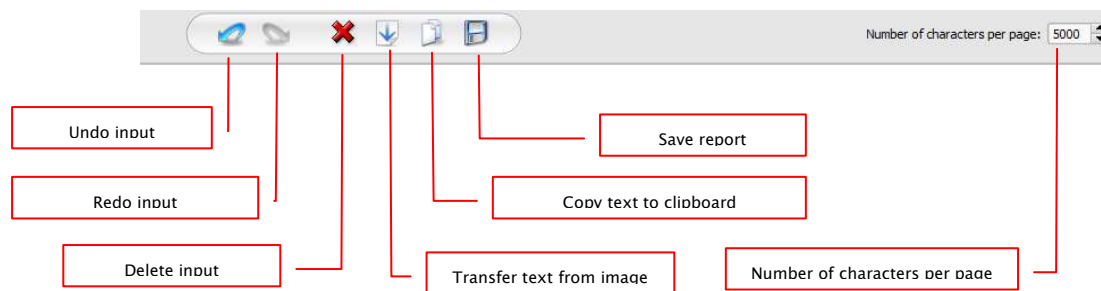 Number of characters per page: 5000
Undo input
Save report
Redo input
Copy text to clipboard
Delete input
Transfer text from image
Number of characters per page